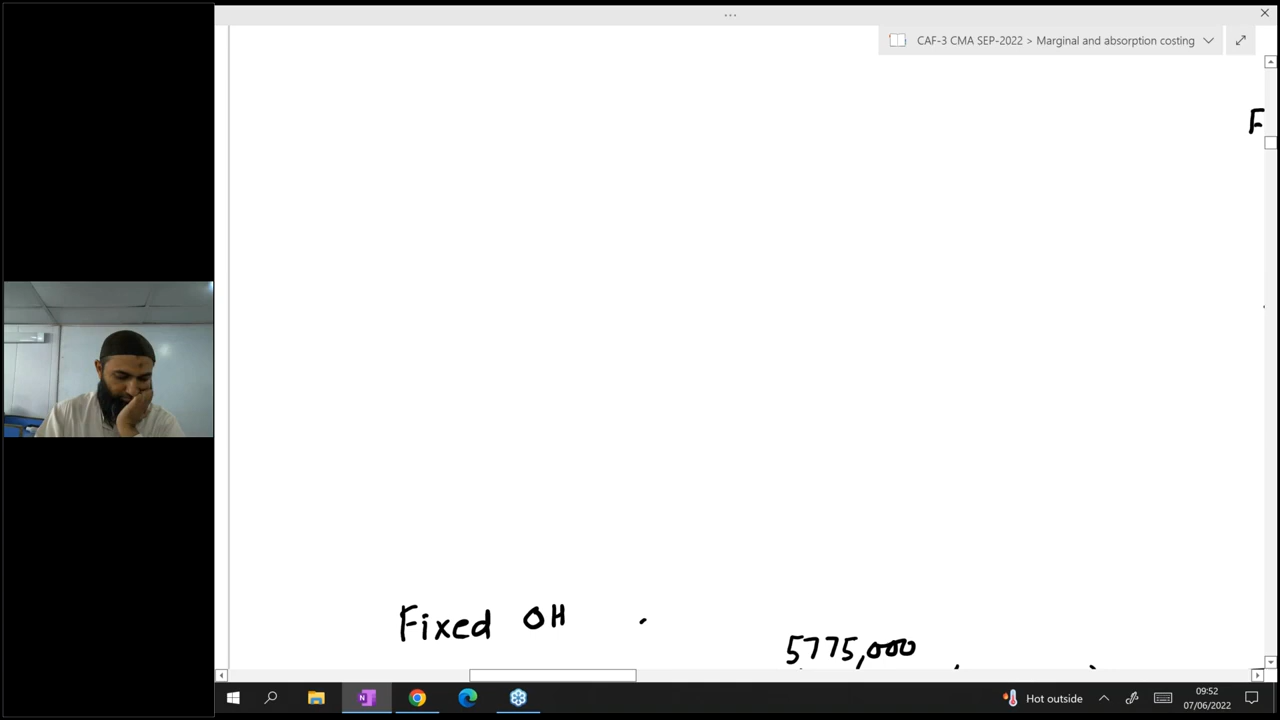 CAF-3 CMA SEP-2022 > Marginal and absorption costing
F
Fixed OH
5775,000
Hot outside
09:52
07/06/2022